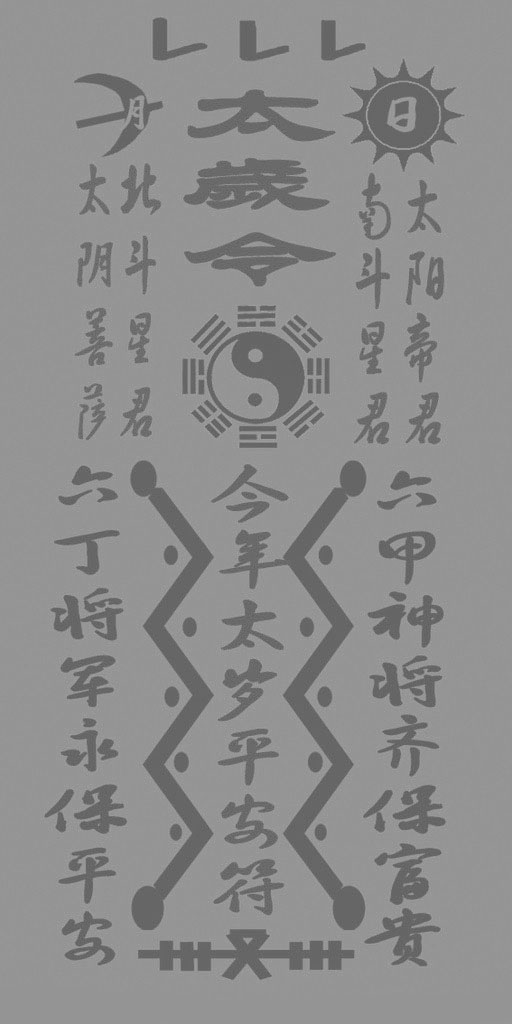 太歲令
日
月
太阳帝君
南斗星君
北斗星君
太阴菩萨
六甲神将齐保富贵
今年太岁平安符
六丁将军永保平安